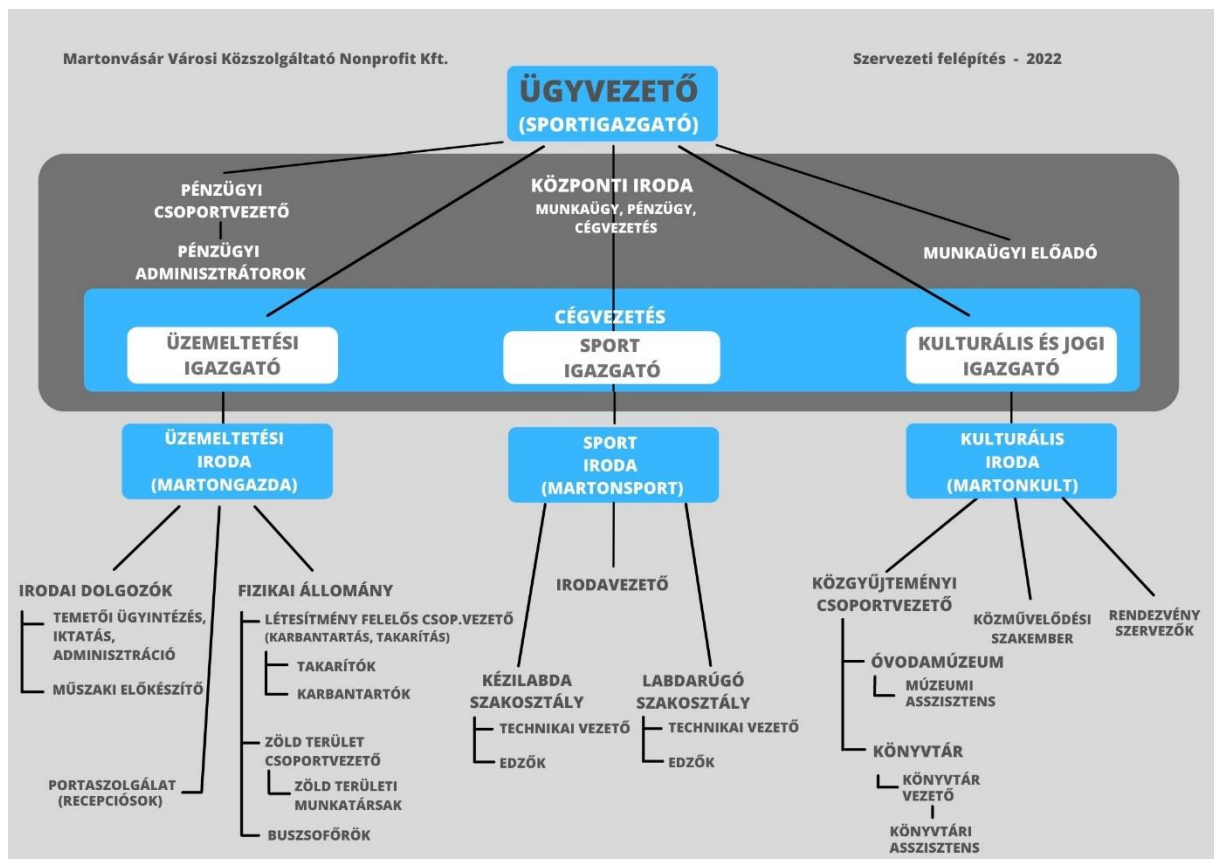 Martonvásár Városi Közszolgáltató Nonprofit Kft.
Szervezeti felépítés - 2022
ÜGYVEZETŐ
(SPORTIGAZGATÓ)
PÉNZÜGYI
CSOPORTVEZETŐ
PÉNZÜGYI
ADMINISZTRÁTOROK
KÖZPONTI IRODA
MUNKAÜGY, PÉNZÜGY,
CÉGVEZETÉS
MUNKAÜGYI ELŐADÓ
CÉGVEZETÉS
ÜZEMELTETÉSI
IGAZGATÓ
SPORT
IGAZGATÓ
KULTURÁLIS ÉS JOGI
IGAZGATÓ
ÜZEMELTETÉSI
IRODA
(MARTONGAZDA)
SPORT
IRODA
(MARTONSPORT)
KULTURÁLIS
IRODA
(MARTONKULT)
IRODAI DOLGOZÓK
TEMETŐI ÜGYINTÉZÉS,
IKTATÁS,
ADMINISZTRÁCIÓ
MŰSZAKI ELŐKÉSZÍTŐ
PORTASZOLGÁLAT
(RECEPCIÓSOK)
FIZIKAI ÁLLOMÁNY
LÉTESÍTMÉNY FELELŐS CSOP.VEZETŐ
(KARBANTARTÁS, TAKARÍTÁS)
TAKARÍTÓK
KARBANTARTÓK
ZÖLD TERÜLET
CSOPORTVEZETŐ
ZÖLD TERÜLETI
MUNKATÁRSAK
BUSZSOFŐRÖK
IRODAVEZETŐ
KÉZILABDA
SZAKOSZTÁLY
TECHNIKAI VEZETŐ
EDZŐK
LABDARÚGÓ
SZAKOSZTÁLY
TECHNIKAI VEZETŐ
EDZŐK
KÖZGYŰJTEMÉNYI
CSOPORTVEZETŐ
ÓVODAMÚZEUM
MÚZEUMI
ASSZISZTENS
KÖNYVTÁR
KÖNYVTÁR
VEZETŐ
KÖNYVTÁRI
ASSZISZTENS
KÖZMŰVELŐDÉSI
SZAKEMBER
RENDEZVÉNY
SZERVEZŐK